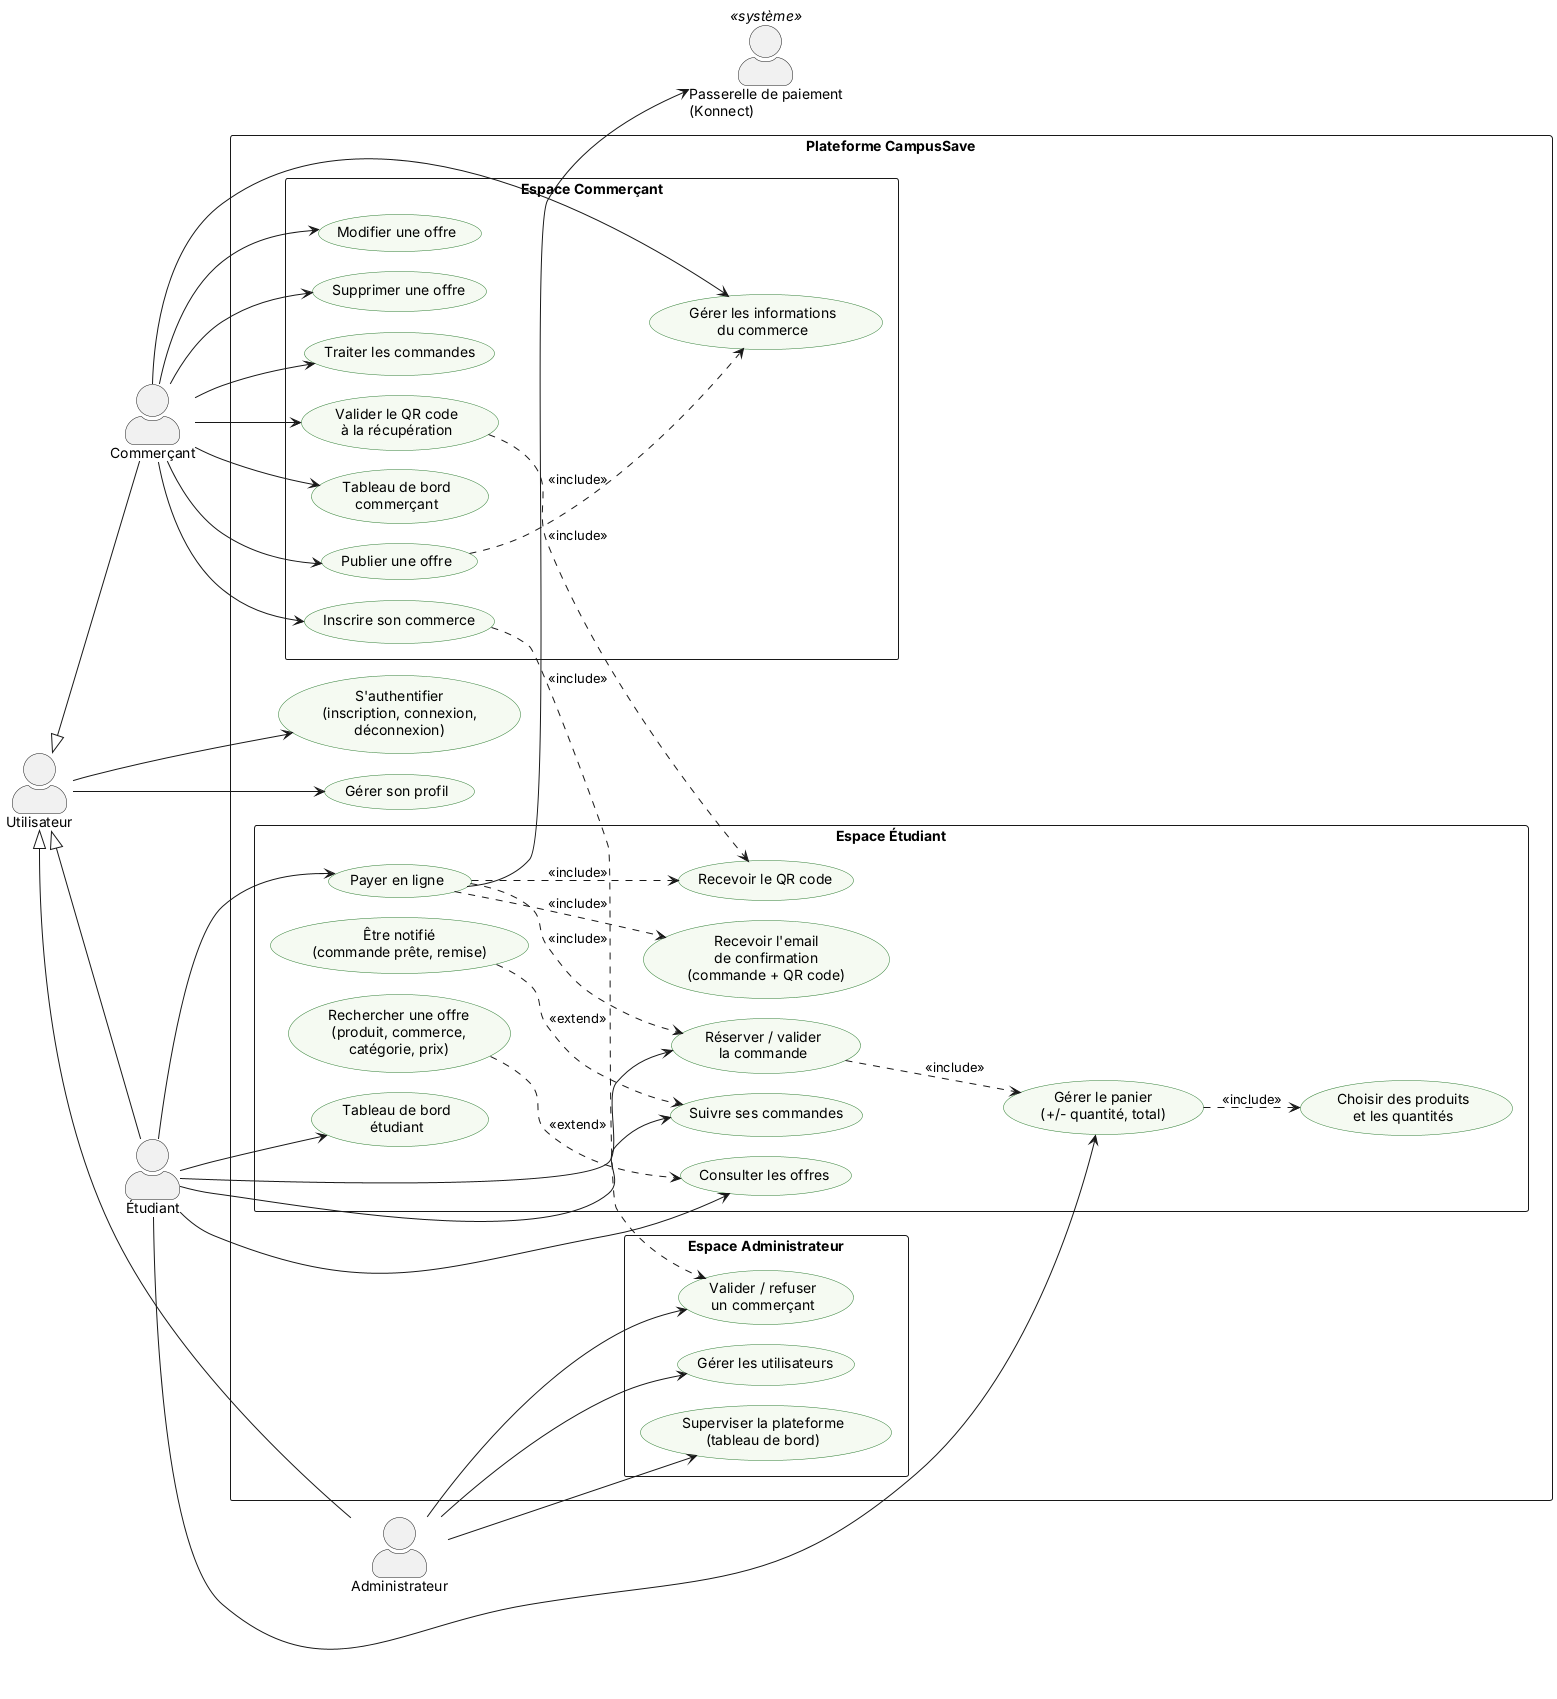 «système»
Passerelle de paiement
(Konnect)
Plateforme CampusSave
Espace Commerçant
Modifier une offre
Supprimer une offre
Gérer les informations
du commerce
Traiter les commandes
Valider le QR code
à la récupération
Commerçant
Tableau de bord
commerçant
«include»
«include»
Publier une offre
Inscrire son commerce
«include»
S'authentifier
(inscription, connexion,
déconnexion)
Gérer son profil
Utilisateur
Espace Étudiant
Payer en ligne
«include»
Recevoir le QR code
«include»
Être notifié
(commande prête, remise)
«include»
Recevoir l'email
de confirmation
(commande + QR code)
Rechercher une offre
(produit, commerce,
catégorie, prix)
«extend»
Réserver / valider
la commande
«include»
Gérer le panier
(+/- quantité, total)
«include»
Choisir des produits
et les quantités
Tableau de bord
étudiant
«extend»
Suivre ses commandes
Consulter les offres
Étudiant
Espace Administrateur
Valider / refuser
un commerçant
Gérer les utilisateurs
Superviser la plateforme
(tableau de bord)
Administrateur